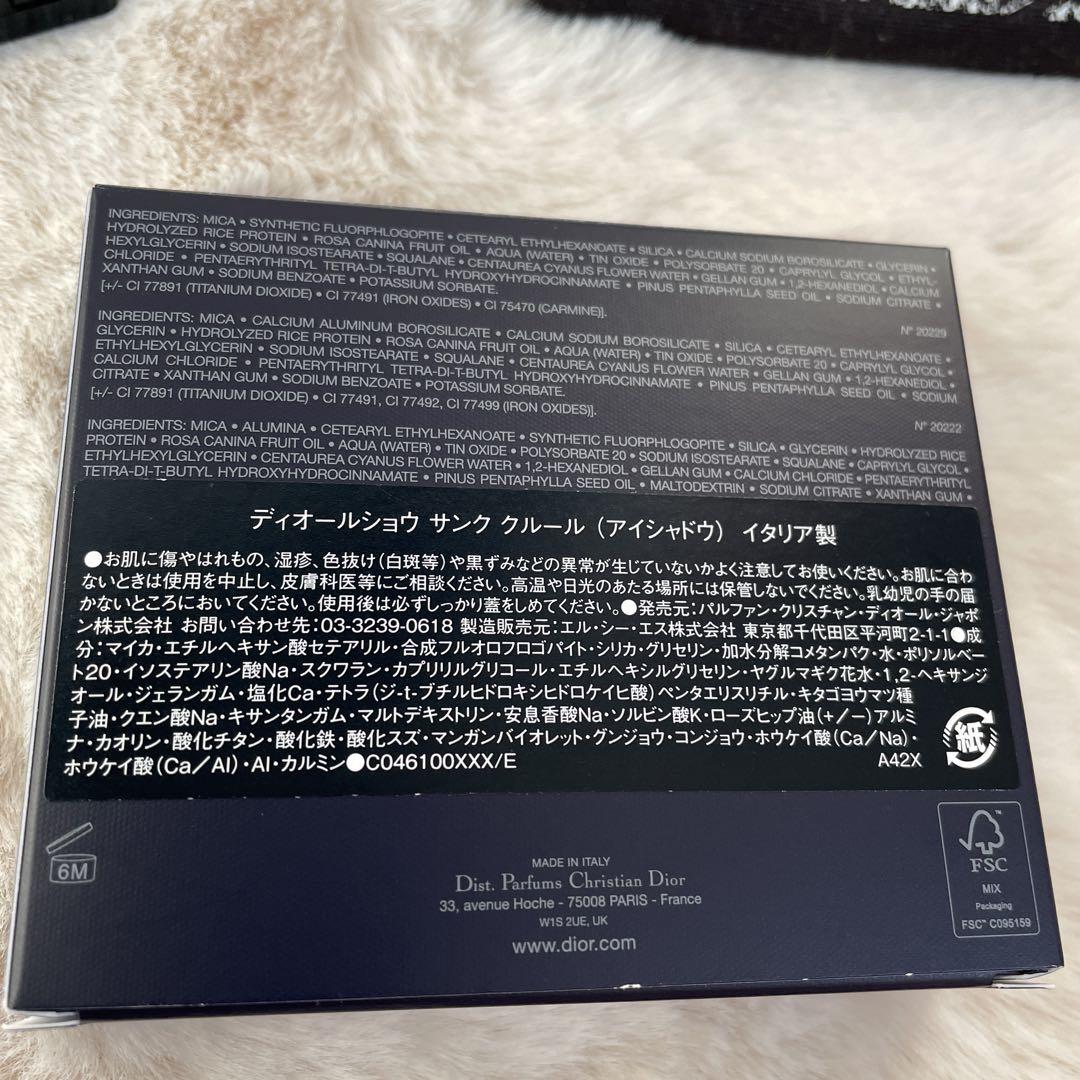 INGREDIENTS: MICA • SYNTHETIC FLUORPHLOGOPITE • CETEARYL ETHYLHEXANOATE • SILICA • CALCIUM SODIUM BOROSILICATE • GLYCERIN •
HYDROLYZED RICE PROTEIN • ROSA CANINA FRUIT OIL • AQUA (WATER) • TIN OXIDE • POLYSORBATE 20 • CAPRYLYL GLYCOL • ETHYL-
HEXYLGLYCERIN • SODIUM ISOSTEARATE • SQUALANE • CENTAUREA CYANUS FLOWER WATER • GELLAN GUM • 1,2-HEXANEDIOL • CALCIUM
CHLORIDE • PENTAERYTHRITYL TETRA-DI-T-BUTYL HYDROXYHYDROCINNAMATE • PINUS PENTAPHYLLA SEED OIL • SODIUM CITRATE •
XANTHAN GUM • SODIUM BENZOATE • POTASSIUM SORBATE.
[+/- CI 77891 (TITANIUM DIOXIDE) • CI 77491 (IRON OXIDES) • CI 75470 (CARMINE)].
N° 20229
INGREDIENTS: MICA • CALCIUM ALUMINUM BOROSILICATE • CALCIUM SODIUM BOROSILICATE • SILICA • CETEARYL ETHYLHEXANOATE •
GLYCERIN • HYDROLYZED RICE PROTEIN • ROSA CANINA FRUIT OIL • AQUA (WATER) • TIN OXIDE • POLYSORBATE 20 • CAPRYLYL GLYCOL •
ETHYLHEXYLGLYCERIN • SODIUM ISOSTEARATE • SQUALANE • CENTAUREA CYANUS FLOWER WATER • GELLAN GUM • 1,2-HEXANEDIOL •
CALCIUM CHLORIDE • PENTAERYTHRITYL TETRA-DI-T-BUTYL HYDROXYHYDROCINNAMATE • PINUS PENTAPHYLLA SEED OIL • SODIUM
CITRATE • XANTHAN GUM • SODIUM BENZOATE • POTASSIUM SORBATE.
[+/- CI 77891 (TITANIUM DIOXIDE) • CI 77491, CI 77492, CI 77499 (IRON OXIDES)].
N° 20222
INGREDIENTS: MICA • ALUMINA • CETEARYL ETHYLHEXANOATE • SYNTHETIC FLUORPHLOGOPITE • SILICA • GLYCERIN • HYDROLYZED RICE
PROTEIN • ROSA CANINA FRUIT OIL • AQUA (WATER) • TIN OXIDE • POLYSORBATE 20 • SODIUM ISOSTEARATE • SQUALANE • CAPRYLYL GLYCOL •
ETHYLHEXYLGLYCERIN • CENTAUREA CYANUS FLOWER WATER • 1,2-HEXANEDIOL • GELLAN GUM • CALCIUM CHLORIDE • PENTAERYTHRITYL
TETRA-DI-T-BUTYL HYDROXYHYDROCINNAMATE • PINUS PENTAPHYLLA SEED OIL • MALTODEXTRIN • SODIUM CITRATE • XANTHAN GUM •
ディオールショウ サンク クルール（アイシャドウ） イタリア製
●お肌に傷やはれもの、湿疹、色抜け(白斑等)や黒ずみなどの異常が生じていないかよく注意してお使いください。お肌に合わ
ないときは使用を中止し、皮膚科医等にご相談ください。高温や日光のあたる場所には保管しないでください。乳幼児の手の届
かないところにおいてください。使用後は必ずしっかり蓋をしめてください。●発売元:パルファン・クリスチャン・ディオール・ジャポ
ン株式会社 お問い合わせ先:03-3239-0618 製造販売元:エル・シー・エス株式会社 東京都千代田区平河町2-1-1●成
分:マイカ・エチルヘキサン酸セテアリル・合成フルオロフロゴパイト・シリカ・グリセリン・加水分解コメタンパク・水・ポリソルベー
ト20・イソステアリン酸Na・スクワラン・カプリリルグリコール・エチルヘキシルグリセリン・ヤグルマギク花水・1,2-ヘキサンジ
オール・ジェランガム・塩化Ca・テトラ(ジ-t-ブチルヒドロキシヒドロケイヒ酸)ペンタエリスリチル・キタゴヨウマツ種
子油・クエン酸Na・キサンタンガム・マルトデキストリン・安息香酸Na・ソルビン酸K・ローズヒップ油(+/-)アルミ
ナ・カオリン・酸化チタン・酸化鉄・酸化スズ・マンガンバイオレット・グンジョウ・コンジョウ・ホウケイ酸(Ca/Na)・
ホウケイ酸(Ca/Al)・Al・カルミン●C046100XXX/E
A42X
紙
6M
MADE IN ITALY
Dist. Parfums Christian Dior
33, avenue Hoche - 75008 PARIS - France
W1S 2UE, UK
www.dior.com
FSC
MIX
Packaging
FSC™ C095159